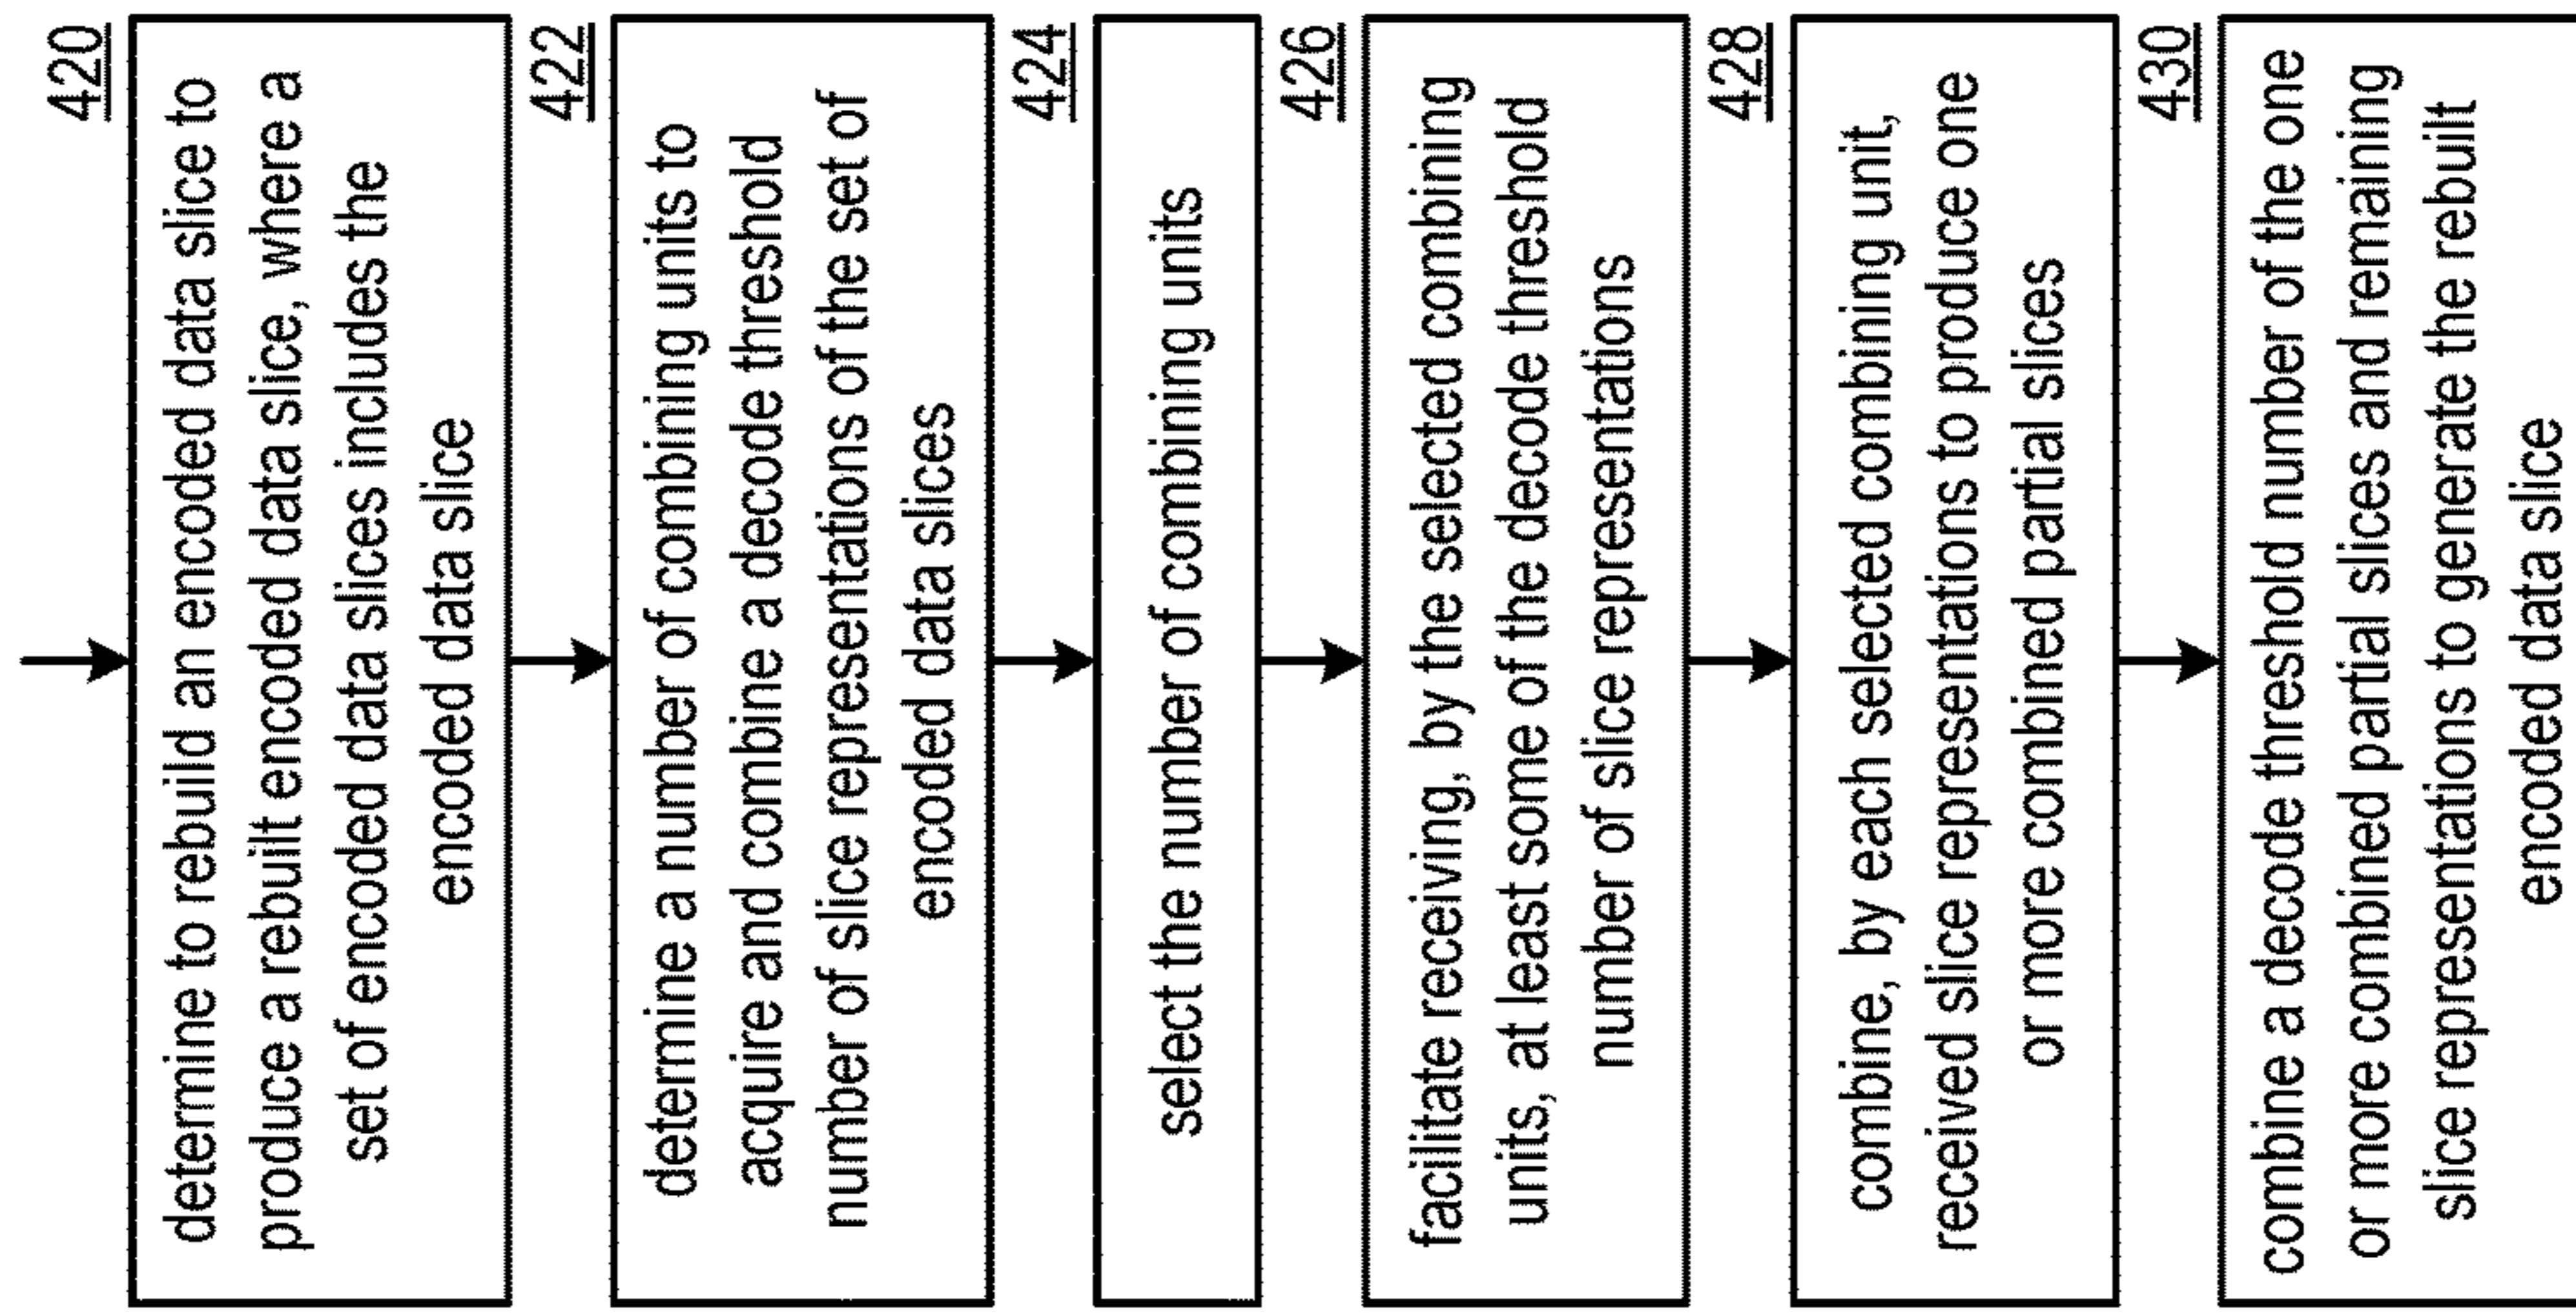 420
determine to rebuild an encoded data slice to
produce a rebuilt encoded data slice, where a
set of encoded data slices includes the
encoded data slice
422
determine a number of combining units to
acquire and combine a decode threshold
number of slice representations of the set of
encoded data slices
424
select the number of combining units
426
facilitate receiving, by the selected combining
units, at least some of the decode threshold
number of slice representations
428
combine, by each selected combining unit,
received slice representations to produce one
or more combined partial slices
430
combine a decode threshold number of the one
or more combined partial slices and remaining
slice representations to generate the rebuilt
encoded data slice